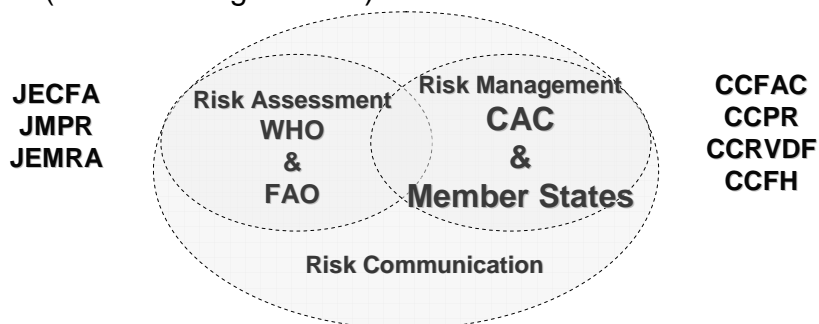 JECFA
JMPR
JEMRA
Risk Assessment
WHO
&
FAO
Risk Management
CAC
&
Member States
CCFAC
CCPR
CCRVDF
CCFH
Risk Communication